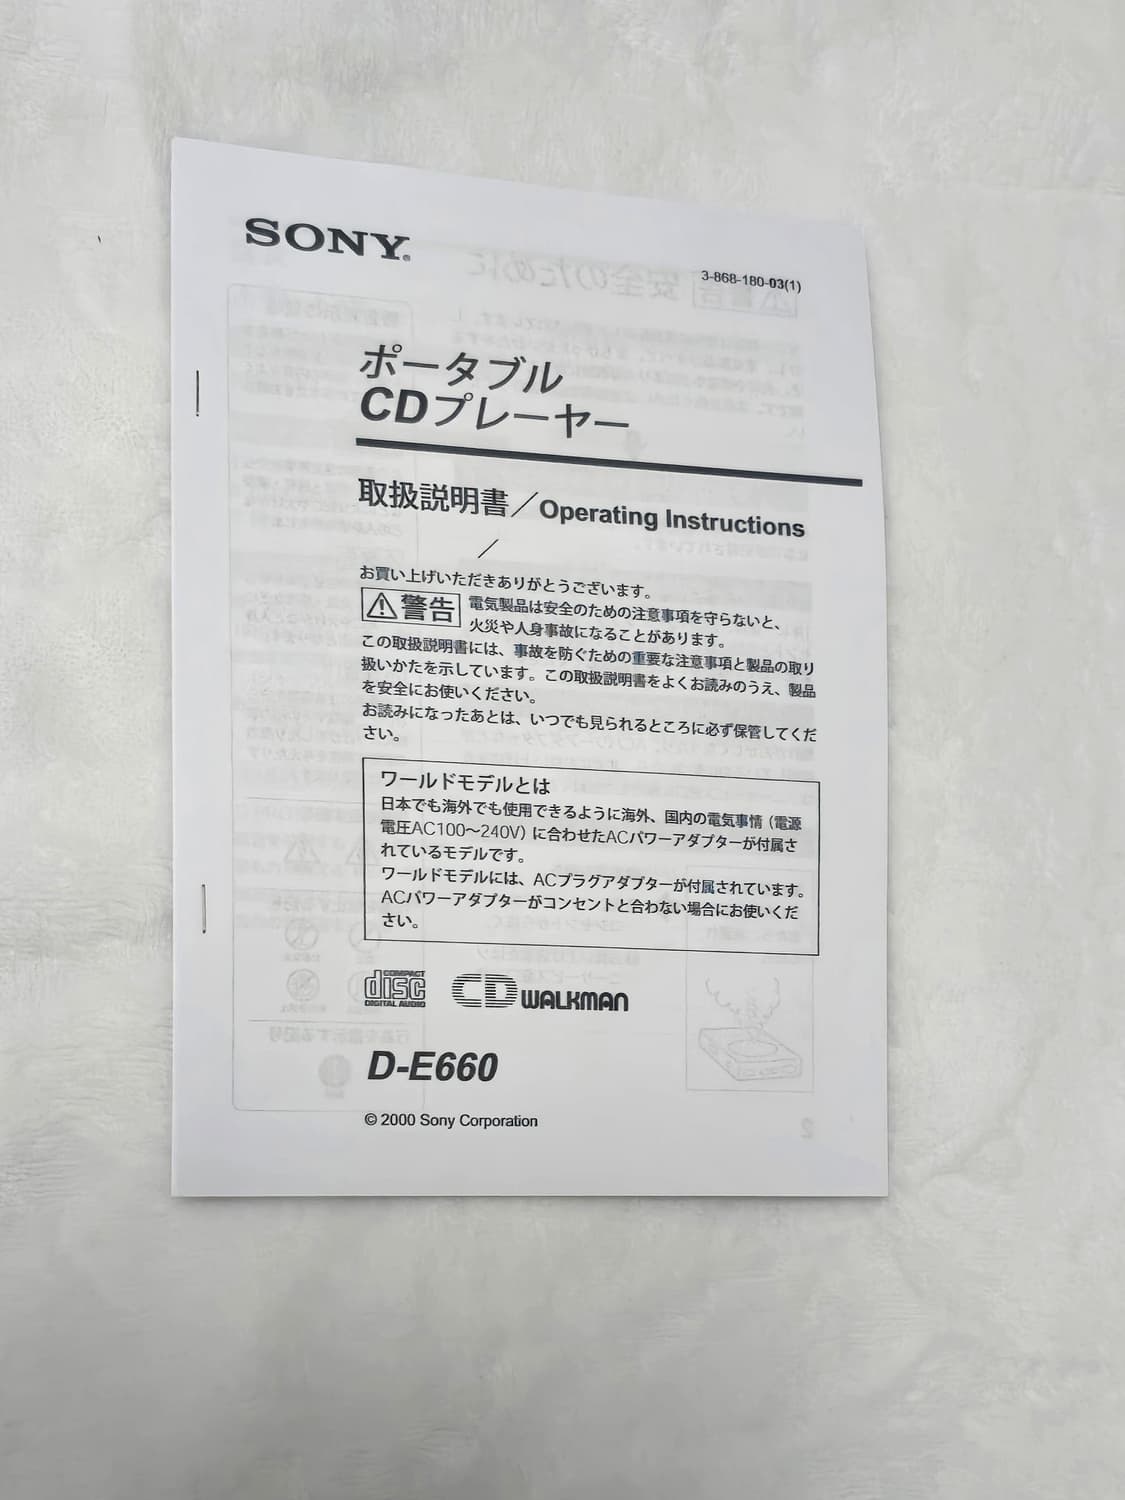 SONY®
3-868-180-03(1)
ポータブル
CDプレーヤー
取扱説明書／Operating Instructions
／
お買い上げいただきありがとうございます。
警告 電気製品は安全のための注意事項を守らないと、
火災や人身事故になることがあります。
この取扱説明書には、事故を防ぐための重要な注意事項と製品の取り
扱いかたを示しています。この取扱説明書をよくお読みのうえ、製品
を安全にお使いください。
お読みになったあとは、いつでも見られるところに必ず保管してくだ
さい。
ワールドモデルとは
日本でも海外でも使用できるように海外、国内の電気事情（電源
電圧AC100〜240V）に合わせたACパワーアダプターが付属さ
れているモデルです。
ワールドモデルには、ACプラグアダプターが付属されています。
ACパワーアダプターがコンセントと合わない場合にお使いくだ
さい。
COMPACT
disc
DIGITAL AUDIO
CD WALKMAN
D-E660
© 2000 Sony Corporation